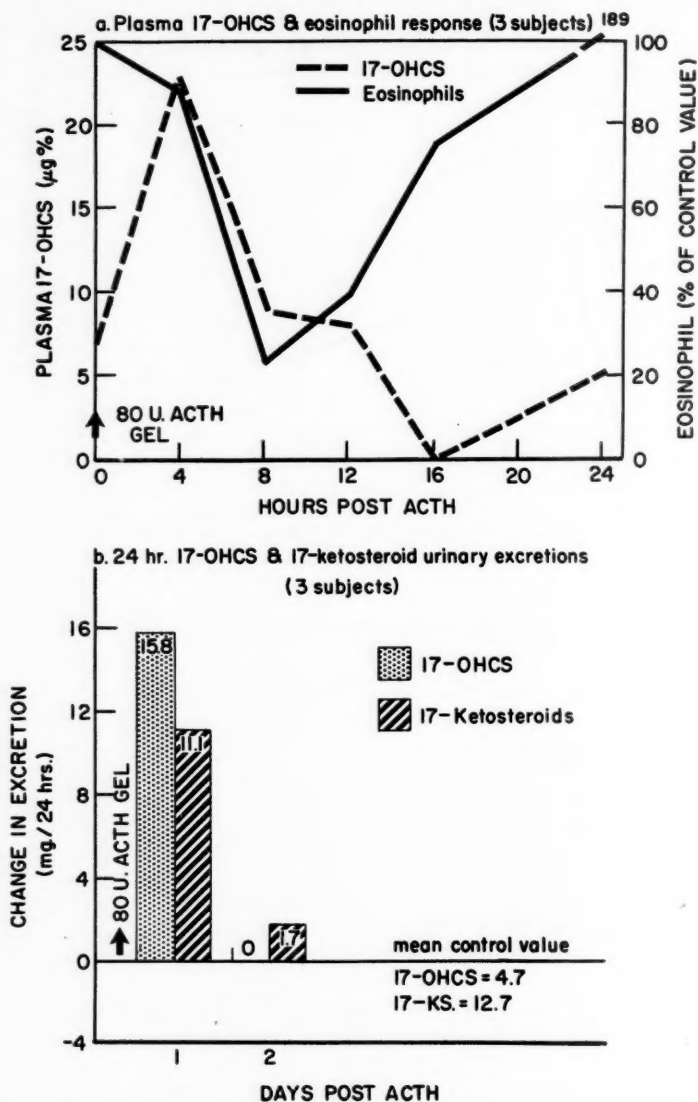 a. Plasma 17-OHCS & eosinophil response (3 subjects) 189
25
20
15
10
5
0
PLASMA 17-OHCS (µg %)
17-OHCS
Eosinophils
100
80
60
40
20
0
EOSINOPHIL (% OF CONTROL VALUE)
80 U. ACTH
GEL
0 4 8 12 16 20 24
HOURS POST ACTH
b. 24 hr. 17-OHCS & 17-ketosteroid urinary excretions
(3 subjects)
16
12
8
4
0
-4
CHANGE IN EXCRETION
(mg./24 hrs.)
80 U. ACTH GEL
15.8
11.1
0
1.7
17-OHCS
17-Ketosteroids
mean control value
17-OHCS = 4.7
17-KS. = 12.7
1 2
DAYS POST ACTH